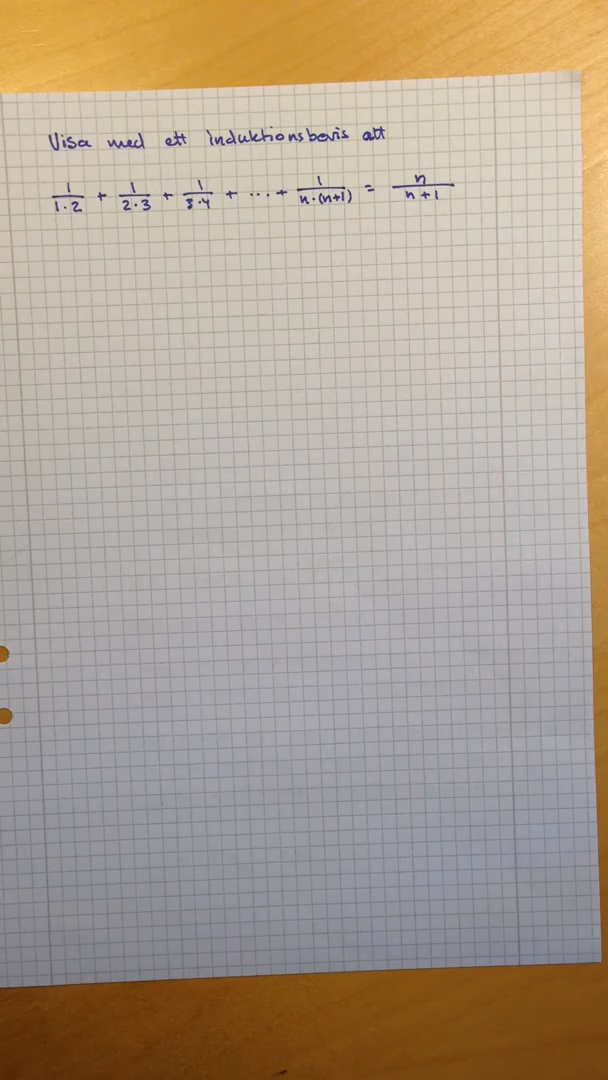 Visa med ett induktionsbevis att
1/(1·2) + 1/(2·3) + 1/(3·4) + ... + 1/(n·(n+1)) = n/(n+1)